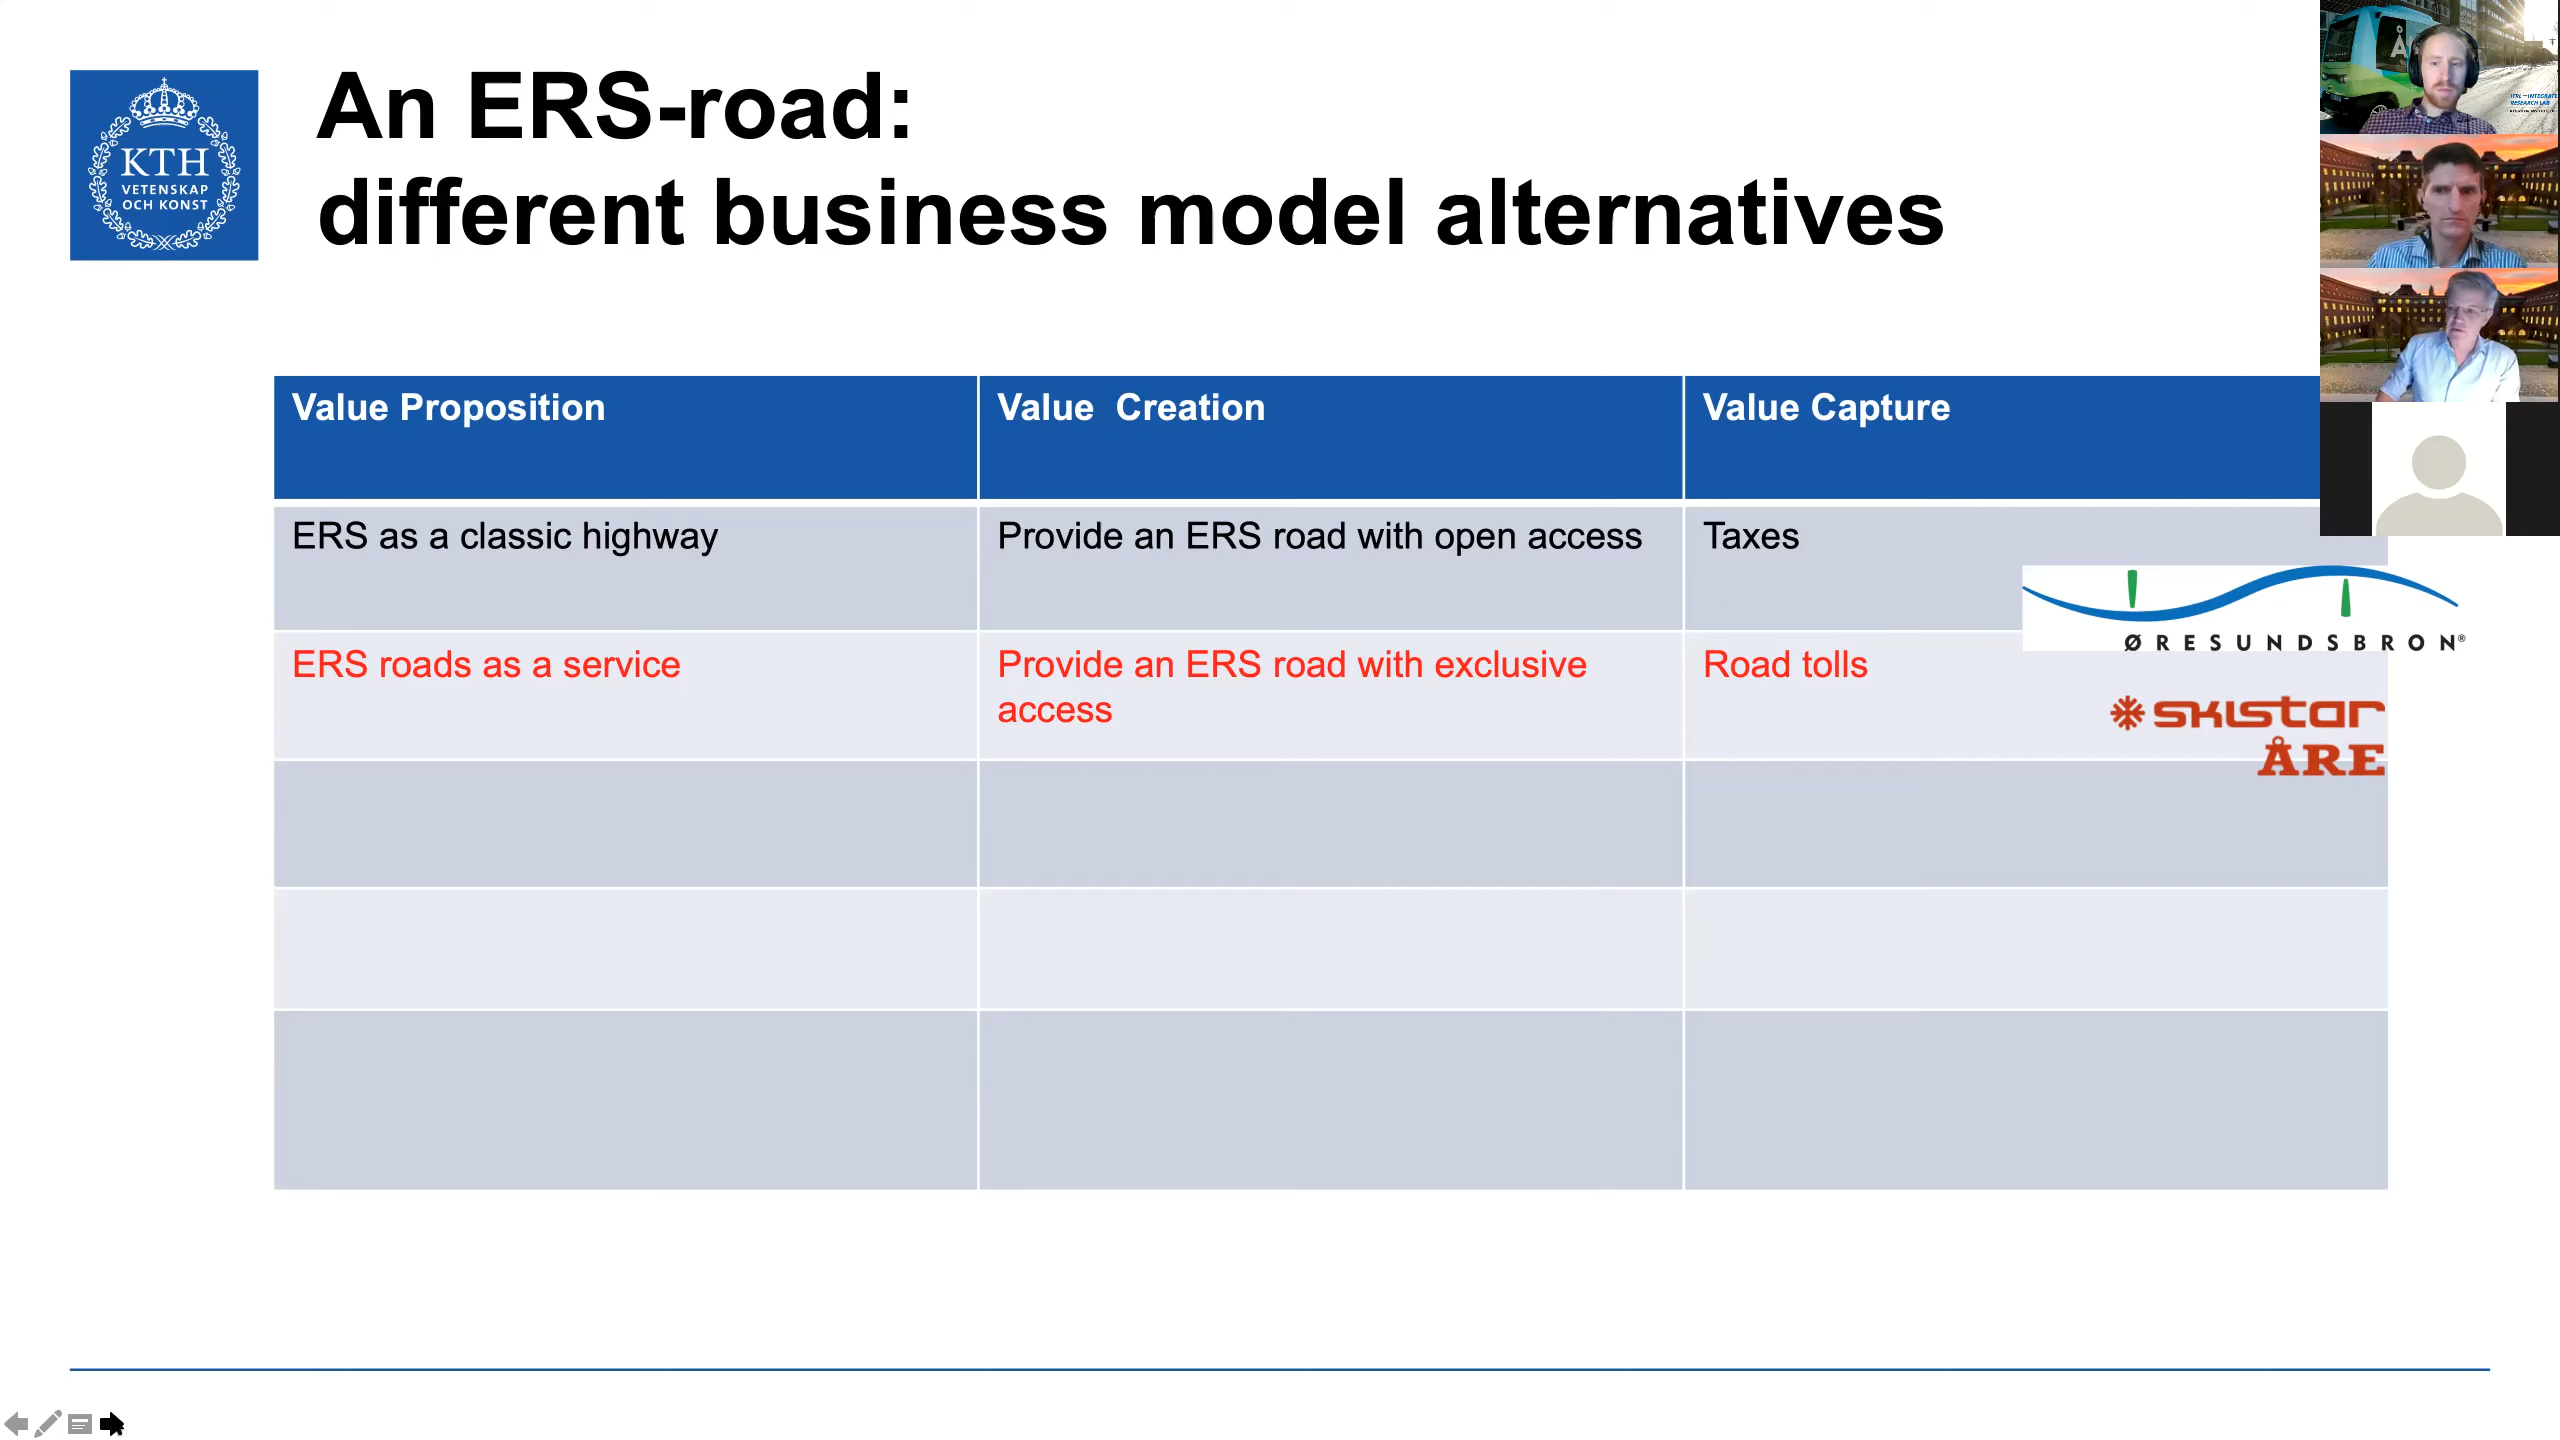 KTH
VETENSKAP
OCH KONST
An ERS-road:
different business model alternatives
Value Proposition
Value  Creation
Value Capture
ERS as a classic highway
Provide an ERS road with open access
Taxes
ØRESUNDSBRON®
ERS roads as a service
Provide an ERS road with exclusive
access
Road tolls
skistar
ÅRE
RESEARCH LAB